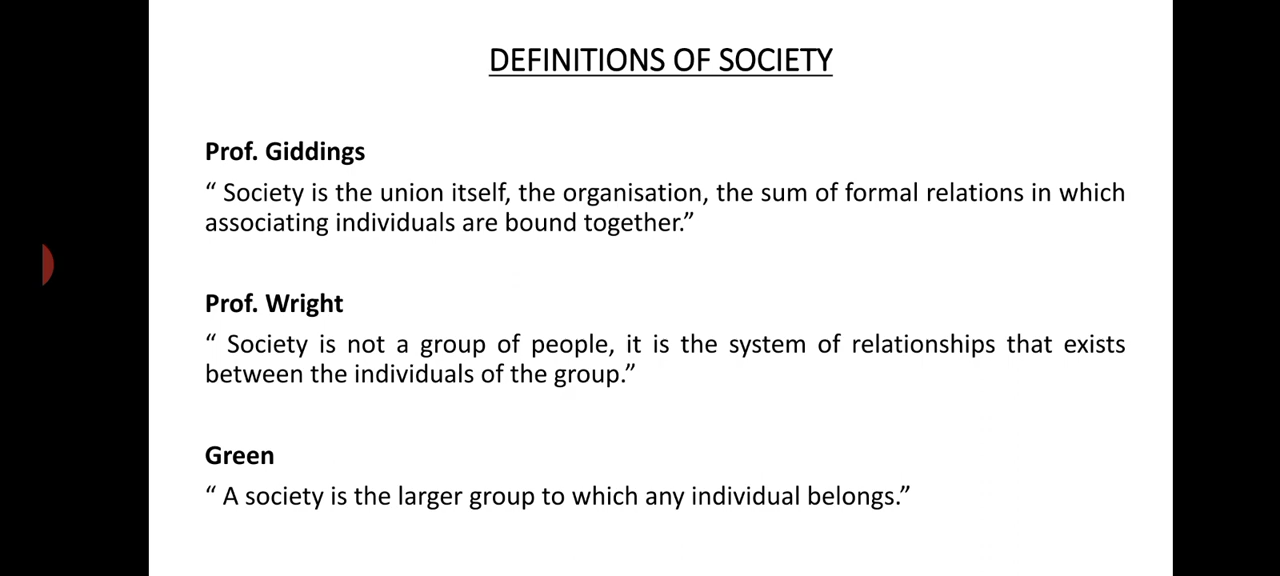 DEFINITIONS OF SOCIETY
Prof. Giddings
“ Society is the union itself, the organisation, the sum of formal relations in which
associating individuals are bound together.”
Prof. Wright
“ Society is not a group of people, it is the system of relationships that exists
between the individuals of the group.”
Green
“ A society is the larger group to which any individual belongs.”